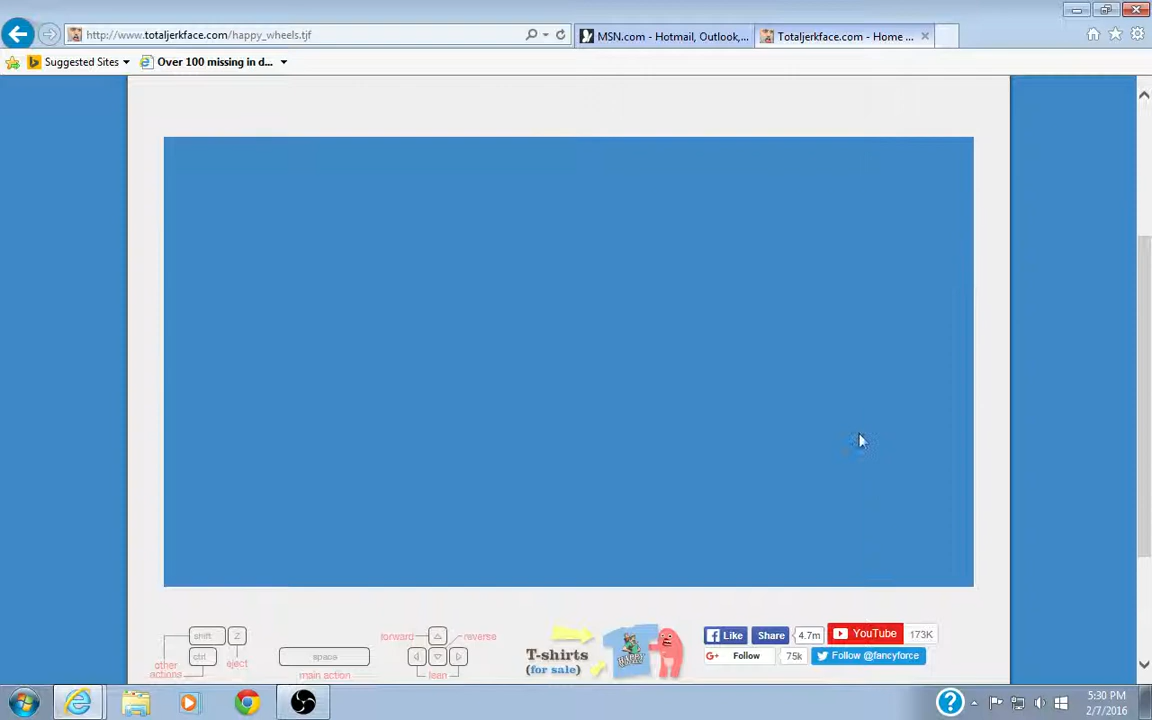 http://www.totaljerkface.com/happy_wheels.tjf
MSN.com - Hotmail, Outlook,...
Totaljerkface.com - Home ...
Suggested Sites
Over 100 missing in d...
shift
Z
ctrl
other actions
eject
space
main action
forward
reverse
lean
T-shirts
(for sale)
HAPPY
Like
Share
4.7m
YouTube
173K
G+ Follow
75k
Follow @fancyforce
5:30 PM
2/7/2016